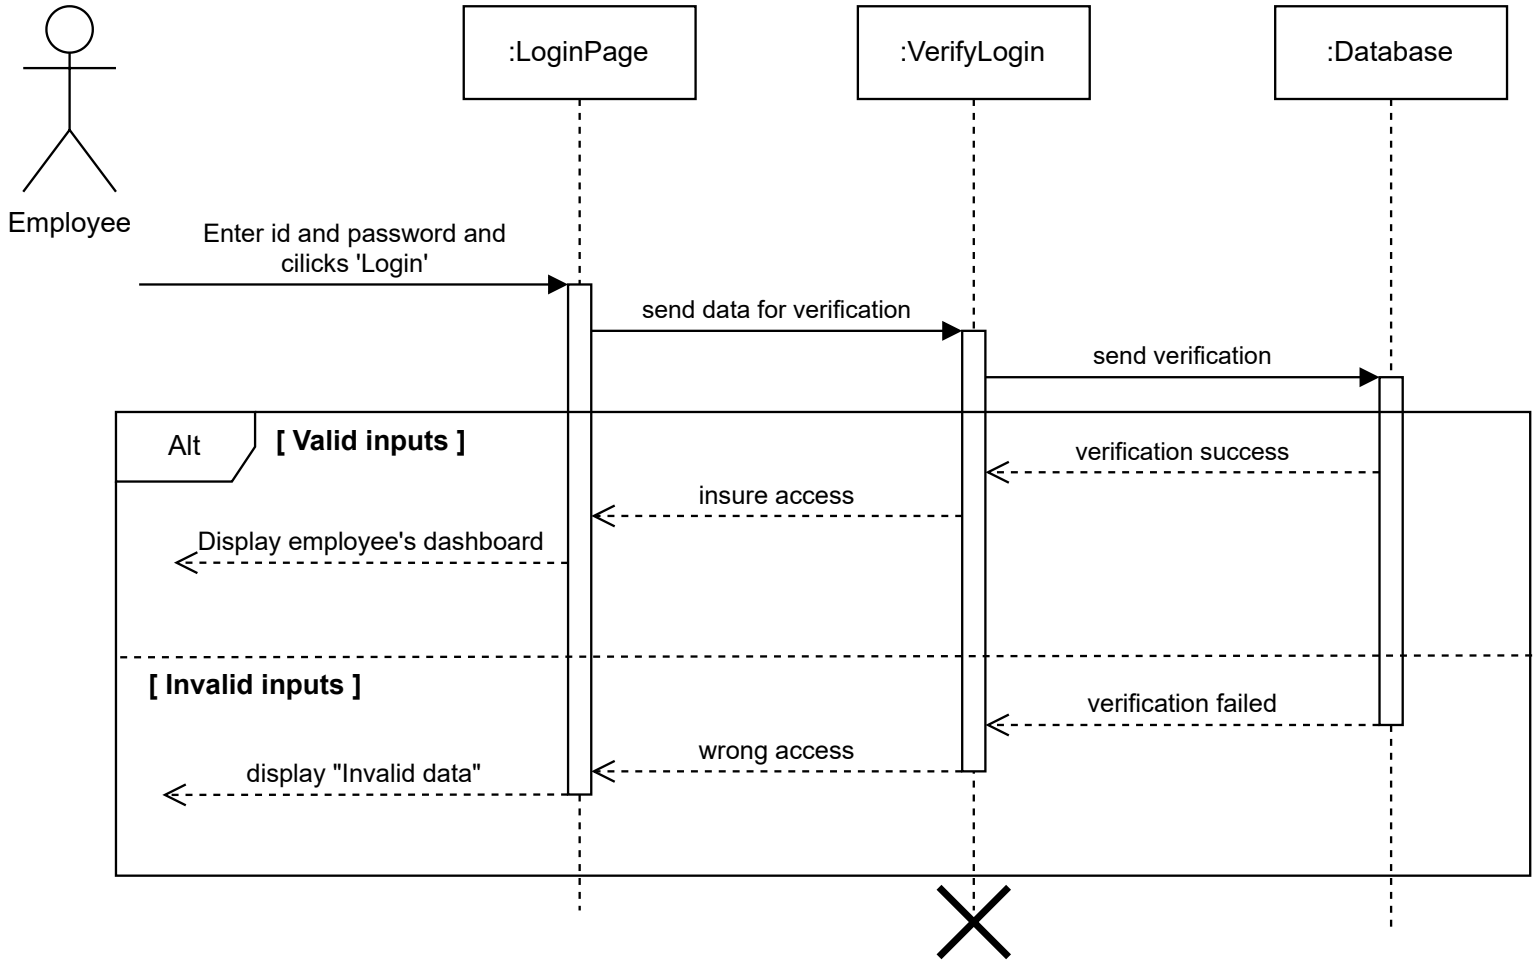 :LoginPage
:VerifyLogin
:Database
Employee
Enter id and password and
cilicks 'Login'
send data for verification
send verification
Alt
[ Valid inputs ]
verification success
insure access
Display employee's dashboard
[ Invalid inputs ]
verification failed
wrong access
display "Invalid data"